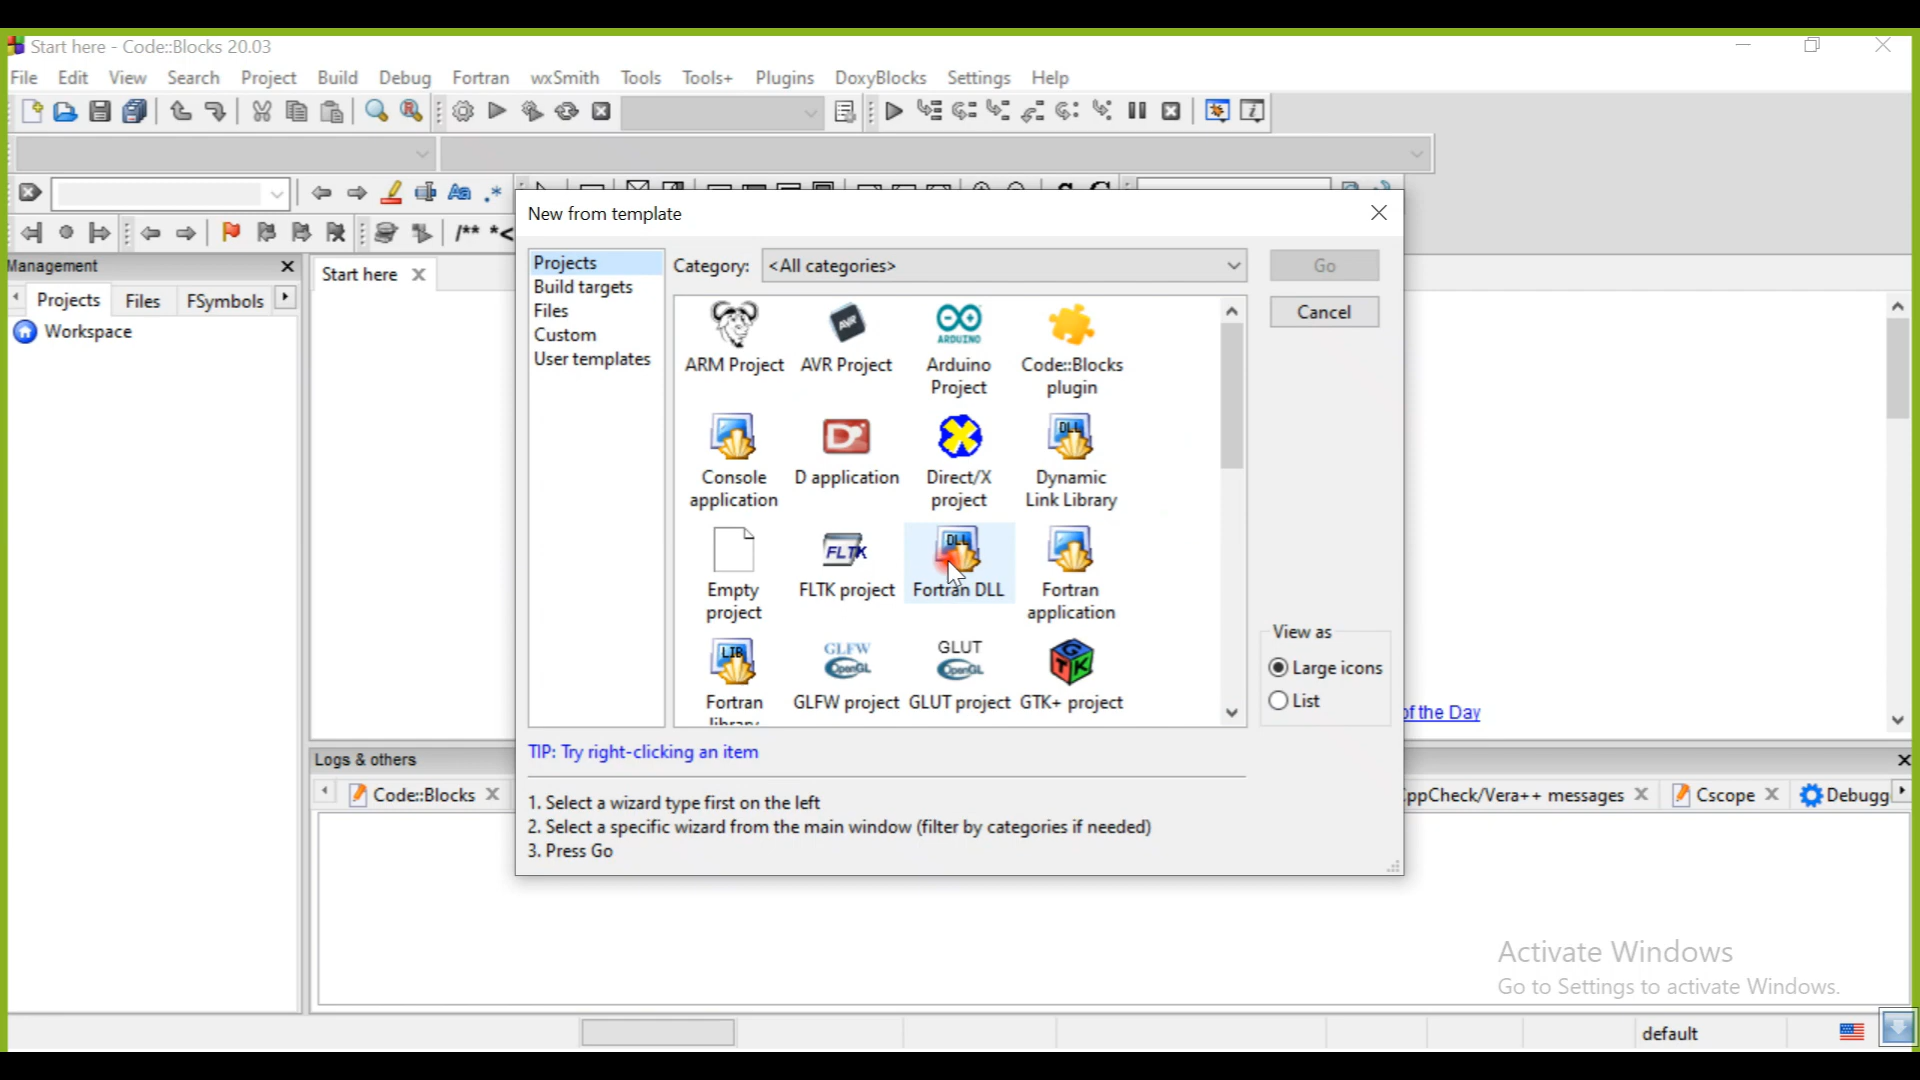 Start here - Code::Blocks 20.03
File Edit View Search Project Build Debug Fortran wxSmith Tools Tools+ Plugins DoxyBlocks Settings Help
Management
Projects Files FSymbols
Workspace
Start here
New from template
Projects
Build targets
Files
Custom
User templates
Category: <All categories>
Go
Cancel
ARM Project
AVR Project
Arduino
Project
Code::Blocks
plugin
Console
application
D application
Direct/X
project
Dynamic
Link Library
Empty
project
FLTK project
Fortran DLL
Fortran
application
Fortran
library
GLFW project
GLUT project
GTK+ project
View as
Large icons
List
TIP: Try right-clicking an item
1. Select a wizard type first on the left
2. Select a specific wizard from the main window (filter by categories if needed)
3. Press Go
of the Day
Logs & others
Code::Blocks
CppCheck/Vera++ messages
Cscope
Debugg
Activate Windows
Go to Settings to activate Windows.
default